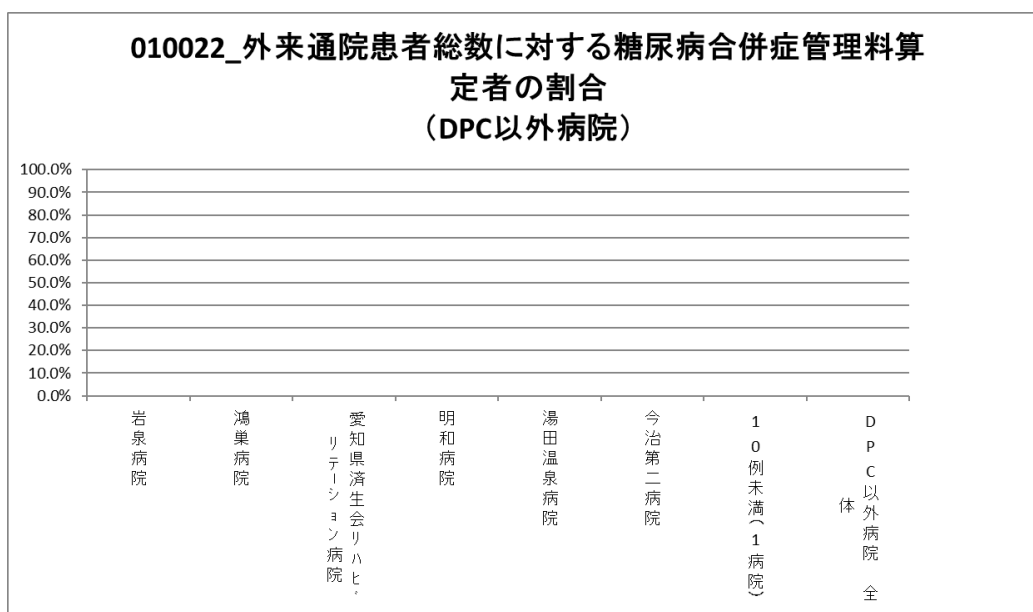 010022_外来通院患者総数に対する糖尿病合併症管理料算
定者の割合
（DPC以外病院）
100.0%
90.0%
80.0%
70.0%
60.0%
50.0%
40.0%
30.0%
20.0%
10.0%
0.0%
岩泉病院
鴻巣病院
愛知県済生会リハビ
リテーション病院
明和病院
湯田温泉病院
今治第二病院
10例未満(1病院)
DPC以外病院 全
体